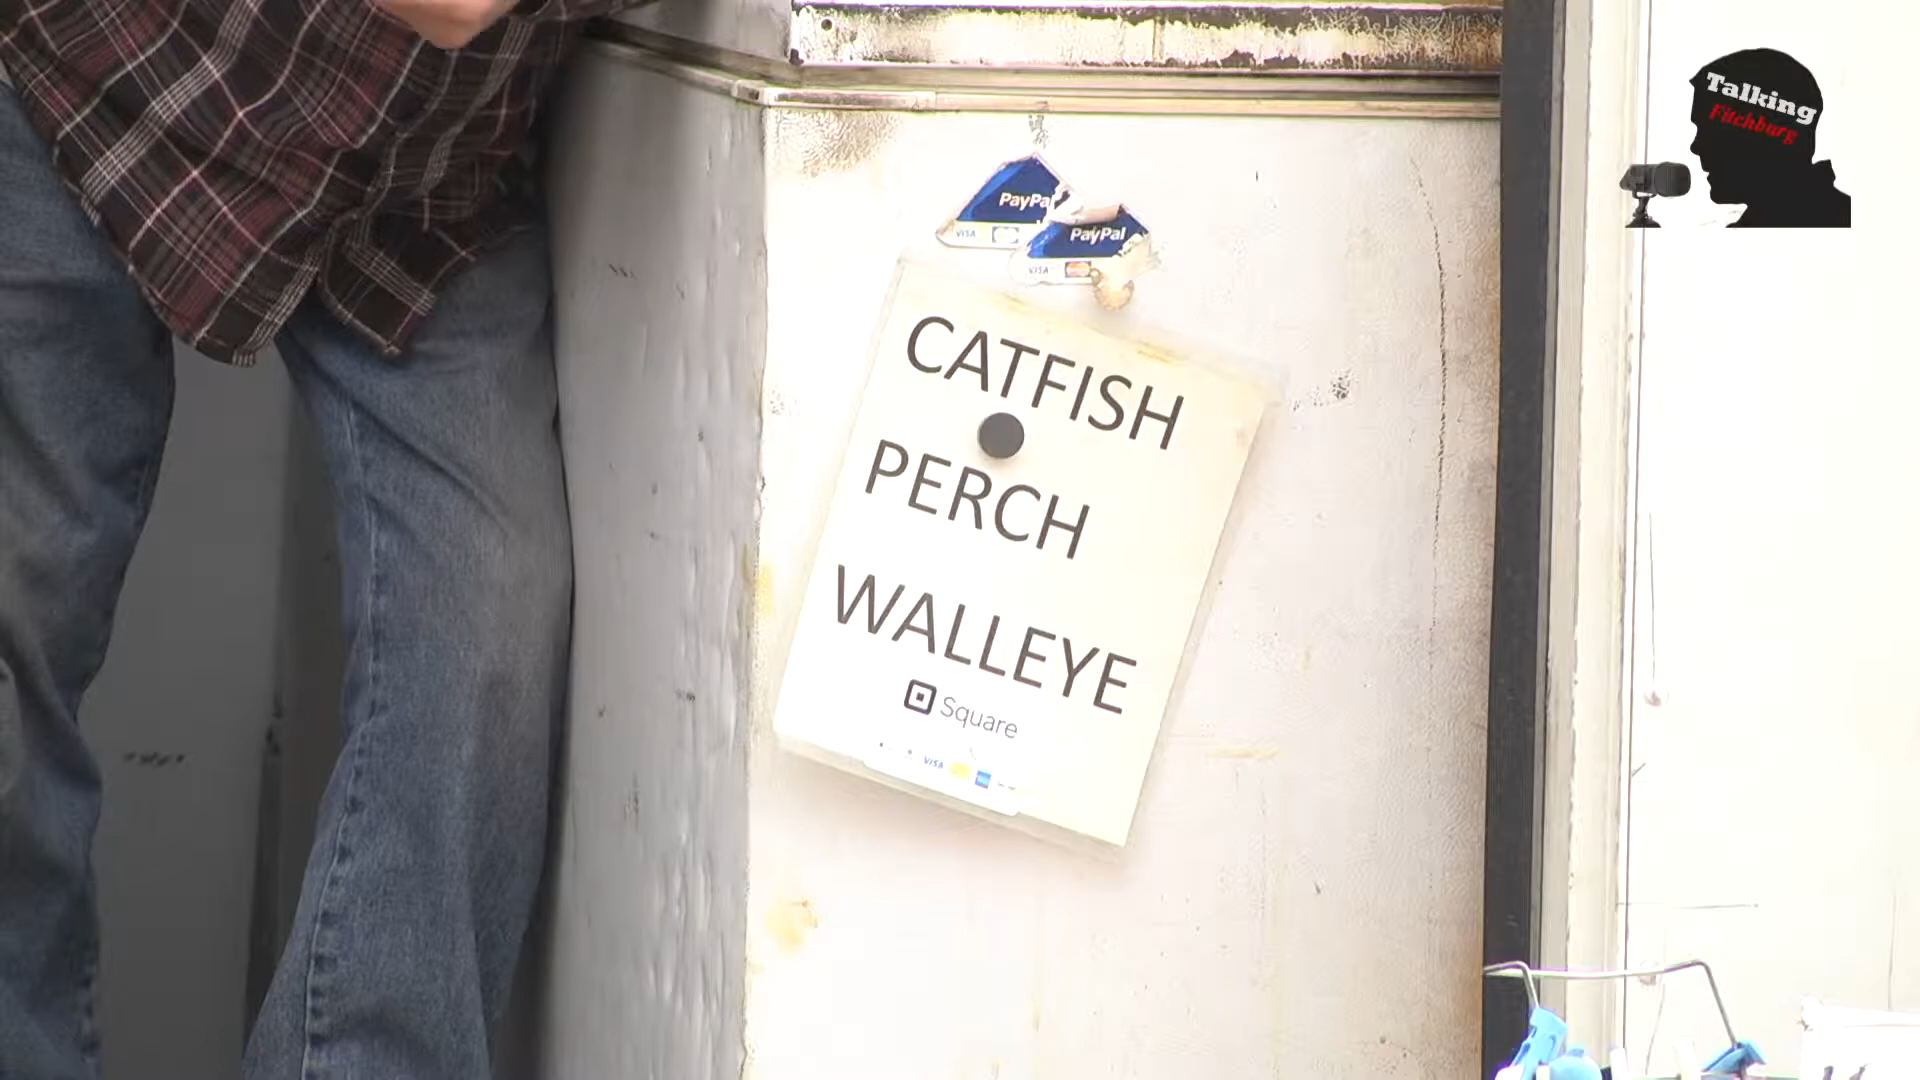 Talking
Fitchburg
PayPal
VISA
PayPal
VISA
CATFISH
PERCH
WALLEYE
Square
VISA